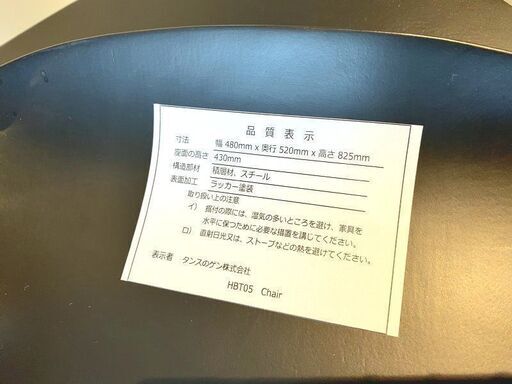 品質表示
寸法 幅 480mm x 奥行 520mm x 高さ 825mm
座面の高さ 430mm
構造部材 積層材、スチール
表面加工 ラッカー塗装
取り扱い上の注意
イ） 据付の際には、湿気の多いところを避け、家具を
水平に保つために必要な措置を講じてください。
ロ） 直射日光又は、ストーブなどの熱を避けてください。
表示者 タンスのゲン株式会社
HBT05 Chair